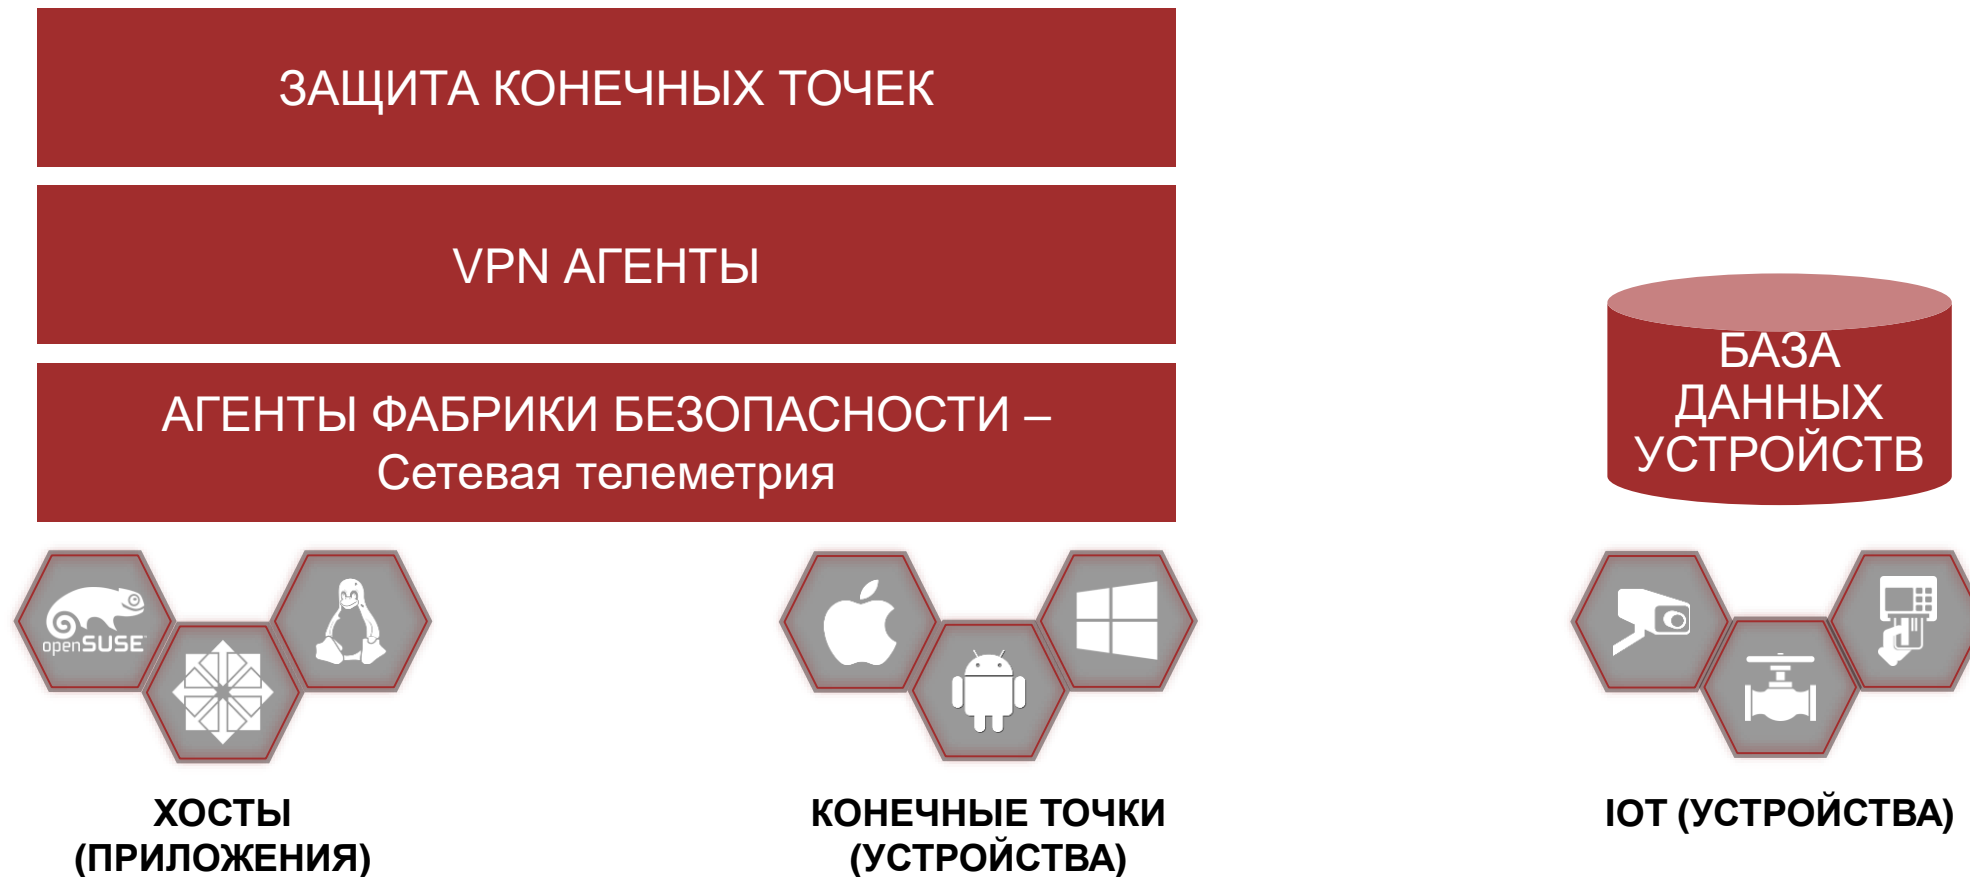 ЗАЩИТА КОНЕЧНЫХ ТОЧЕК
VPN АГЕНТЫ
АГЕНТЫ ФАБРИКИ БЕЗОПАСНОСТИ –
Сетевая телеметрия
БАЗА
ДАННЫХ
УСТРОЙСТВ
openSUSE
ХОСТЫ
(ПРИЛОЖЕНИЯ)
КОНЕЧНЫЕ ТОЧКИ
(УСТРОЙСТВА)
IOT (УСТРОЙСТВА)